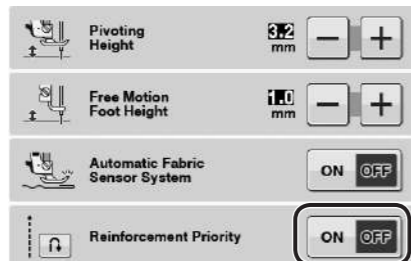 Pivoting
Height
3.2
mm
− +
Free Motion
Foot Height
1.0
mm
− +
Automatic Fabric
Sensor System
ON OFF
Reinforcement Priority
ON OFF